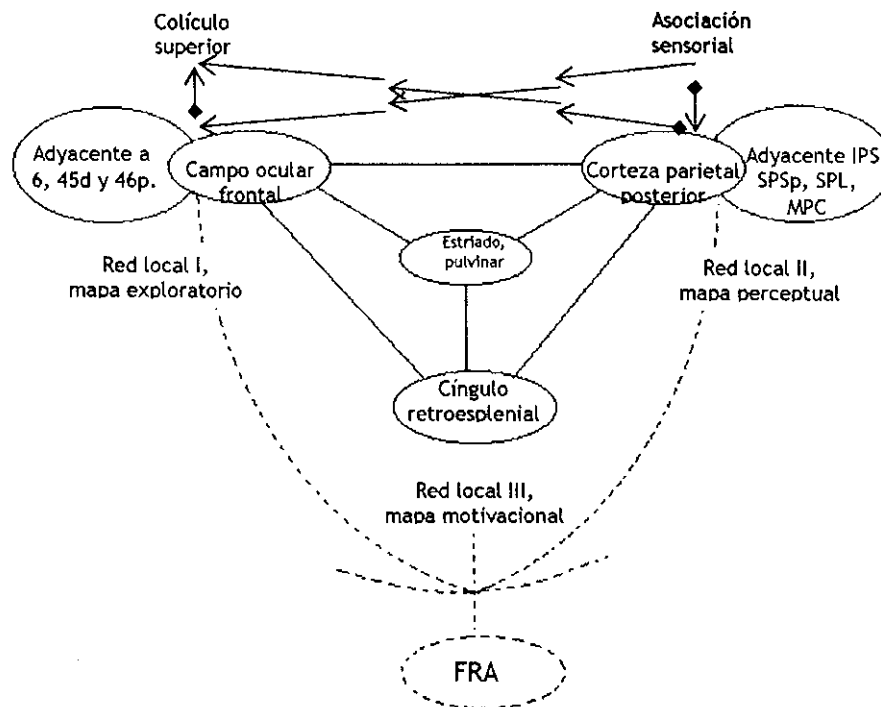 Colículo
superior
Asociación
sensorial
Adyacente a
6, 45d y 46p.
Campo ocular
frontal
Corteza parietal
posterior
Adyacente IPS
SPSp, SPL,
MPC
Estriado,
pulvinar
Red local I,
mapa exploratorio
Red local II,
mapa perceptual
Cíngulo
retroesplenial
Red local III,
mapa motivacional
FRA